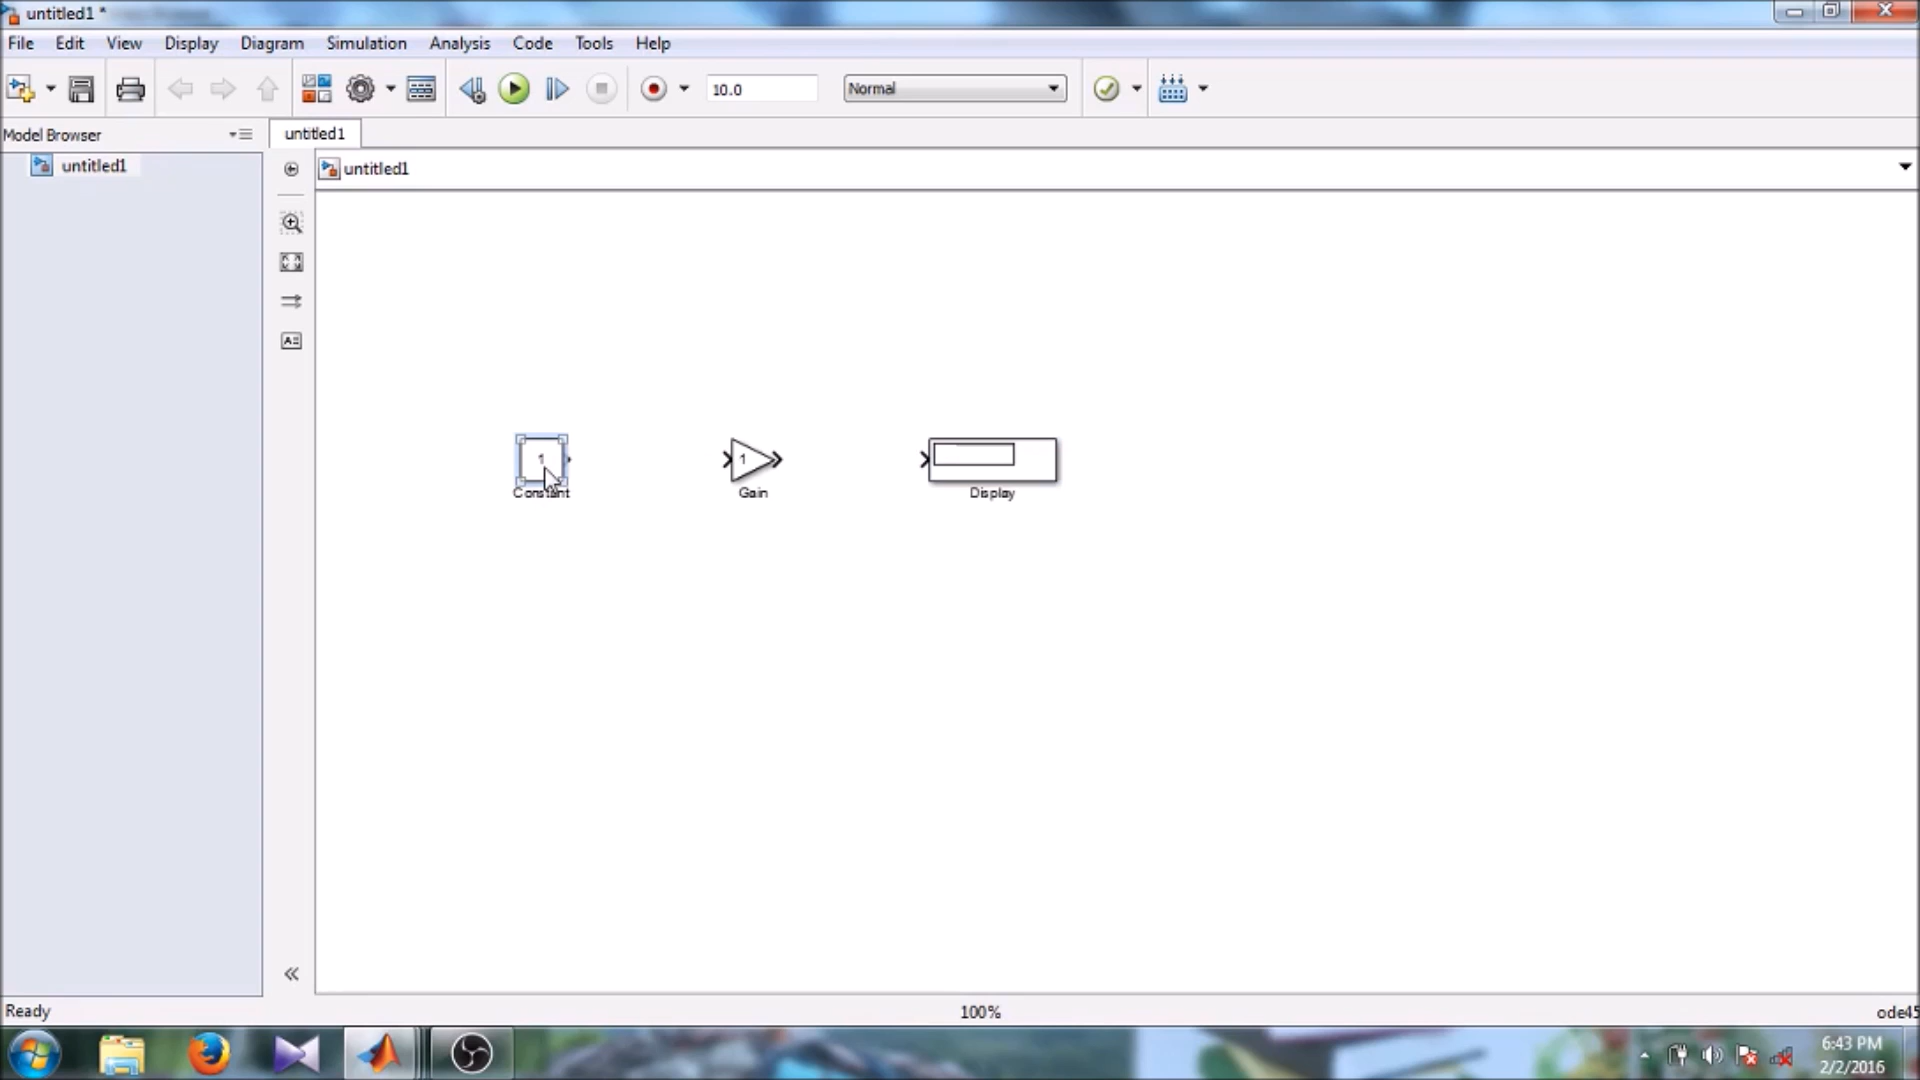 untitled1 *
File Edit View Display Diagram Simulation Analysis Code Tools Help
10.0 Normal
Model Browser untitled1
untitled1 untitled1
1 1
Constant Gain Display
Ready 100% ode45
6:43 PM
2/2/2016